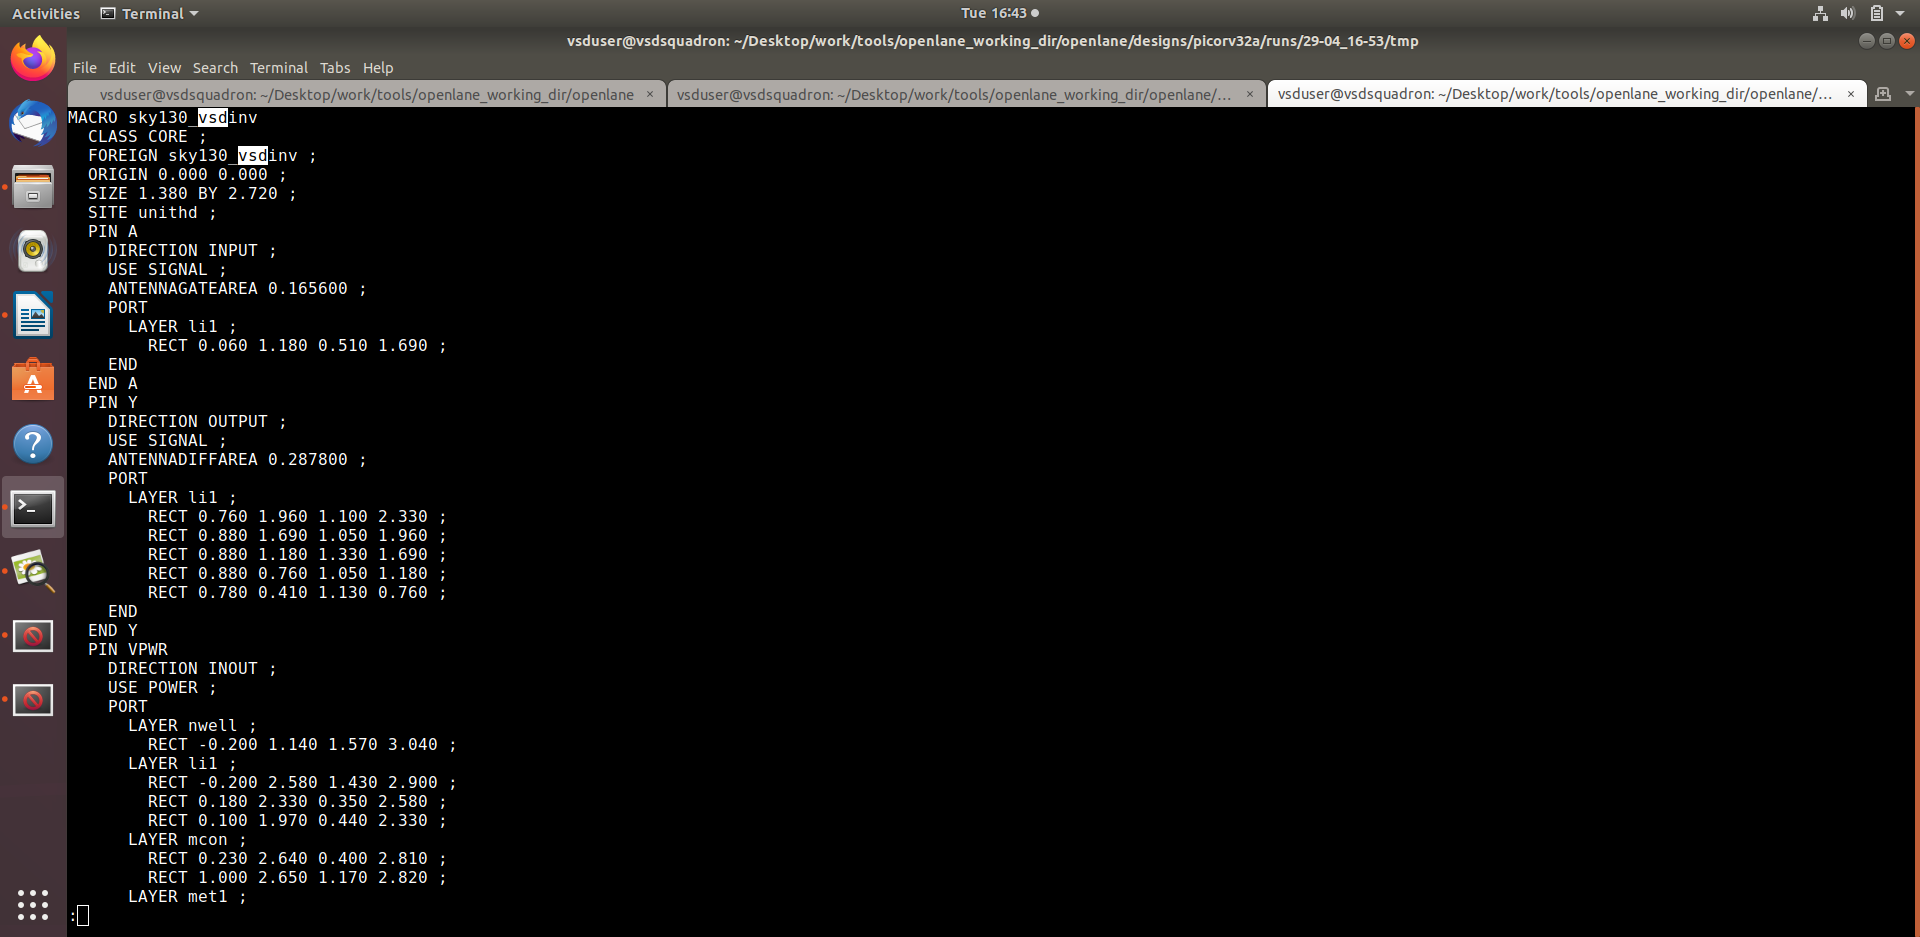 Activities Terminal Tue 16:43
vsduser@vsdsquadron: ~/Desktop/work/tools/openlane_working_dir/openlane/designs/picorv32a/runs/29-04_16-53/tmp
File Edit View Search Terminal Tabs Help
vsduser@vsdsquadron: ~/Desktop/work/tools/openlane_working_dir/openlane × vsduser@vsdsquadron: ~/Desktop/work/tools/openlane_working_dir/openlane/... × vsduser@vsdsquadron: ~/Desktop/work/tools/openlane_working_dir/openlane/... ×
MACRO sky130_vsdinv
CLASS CORE ;
FOREIGN sky130_vsdinv ;
ORIGIN 0.000 0.000 ;
SIZE 1.380 BY 2.720 ;
SITE unithd ;
PIN A
DIRECTION INPUT ;
USE SIGNAL ;
ANTENNAGATEAREA 0.165600 ;
PORT
LAYER li1 ;
RECT 0.060 1.180 0.510 1.690 ;
END
END A
PIN Y
DIRECTION OUTPUT ;
USE SIGNAL ;
ANTENNADIFFAREA 0.287800 ;
PORT
LAYER li1 ;
RECT 0.760 1.960 1.100 2.330 ;
RECT 0.880 1.690 1.050 1.960 ;
RECT 0.880 1.180 1.330 1.690 ;
RECT 0.880 0.760 1.050 1.180 ;
RECT 0.780 0.410 1.130 0.760 ;
END
END Y
PIN VPWR
DIRECTION INOUT ;
USE POWER ;
PORT
LAYER nwell ;
RECT -0.200 1.140 1.570 3.040 ;
LAYER li1 ;
RECT -0.200 2.580 1.430 2.900 ;
RECT 0.180 2.330 0.350 2.580 ;
RECT 0.100 1.970 0.440 2.330 ;
LAYER mcon ;
RECT 0.230 2.640 0.400 2.810 ;
RECT 1.000 2.650 1.170 2.820 ;
LAYER met1 ;
: